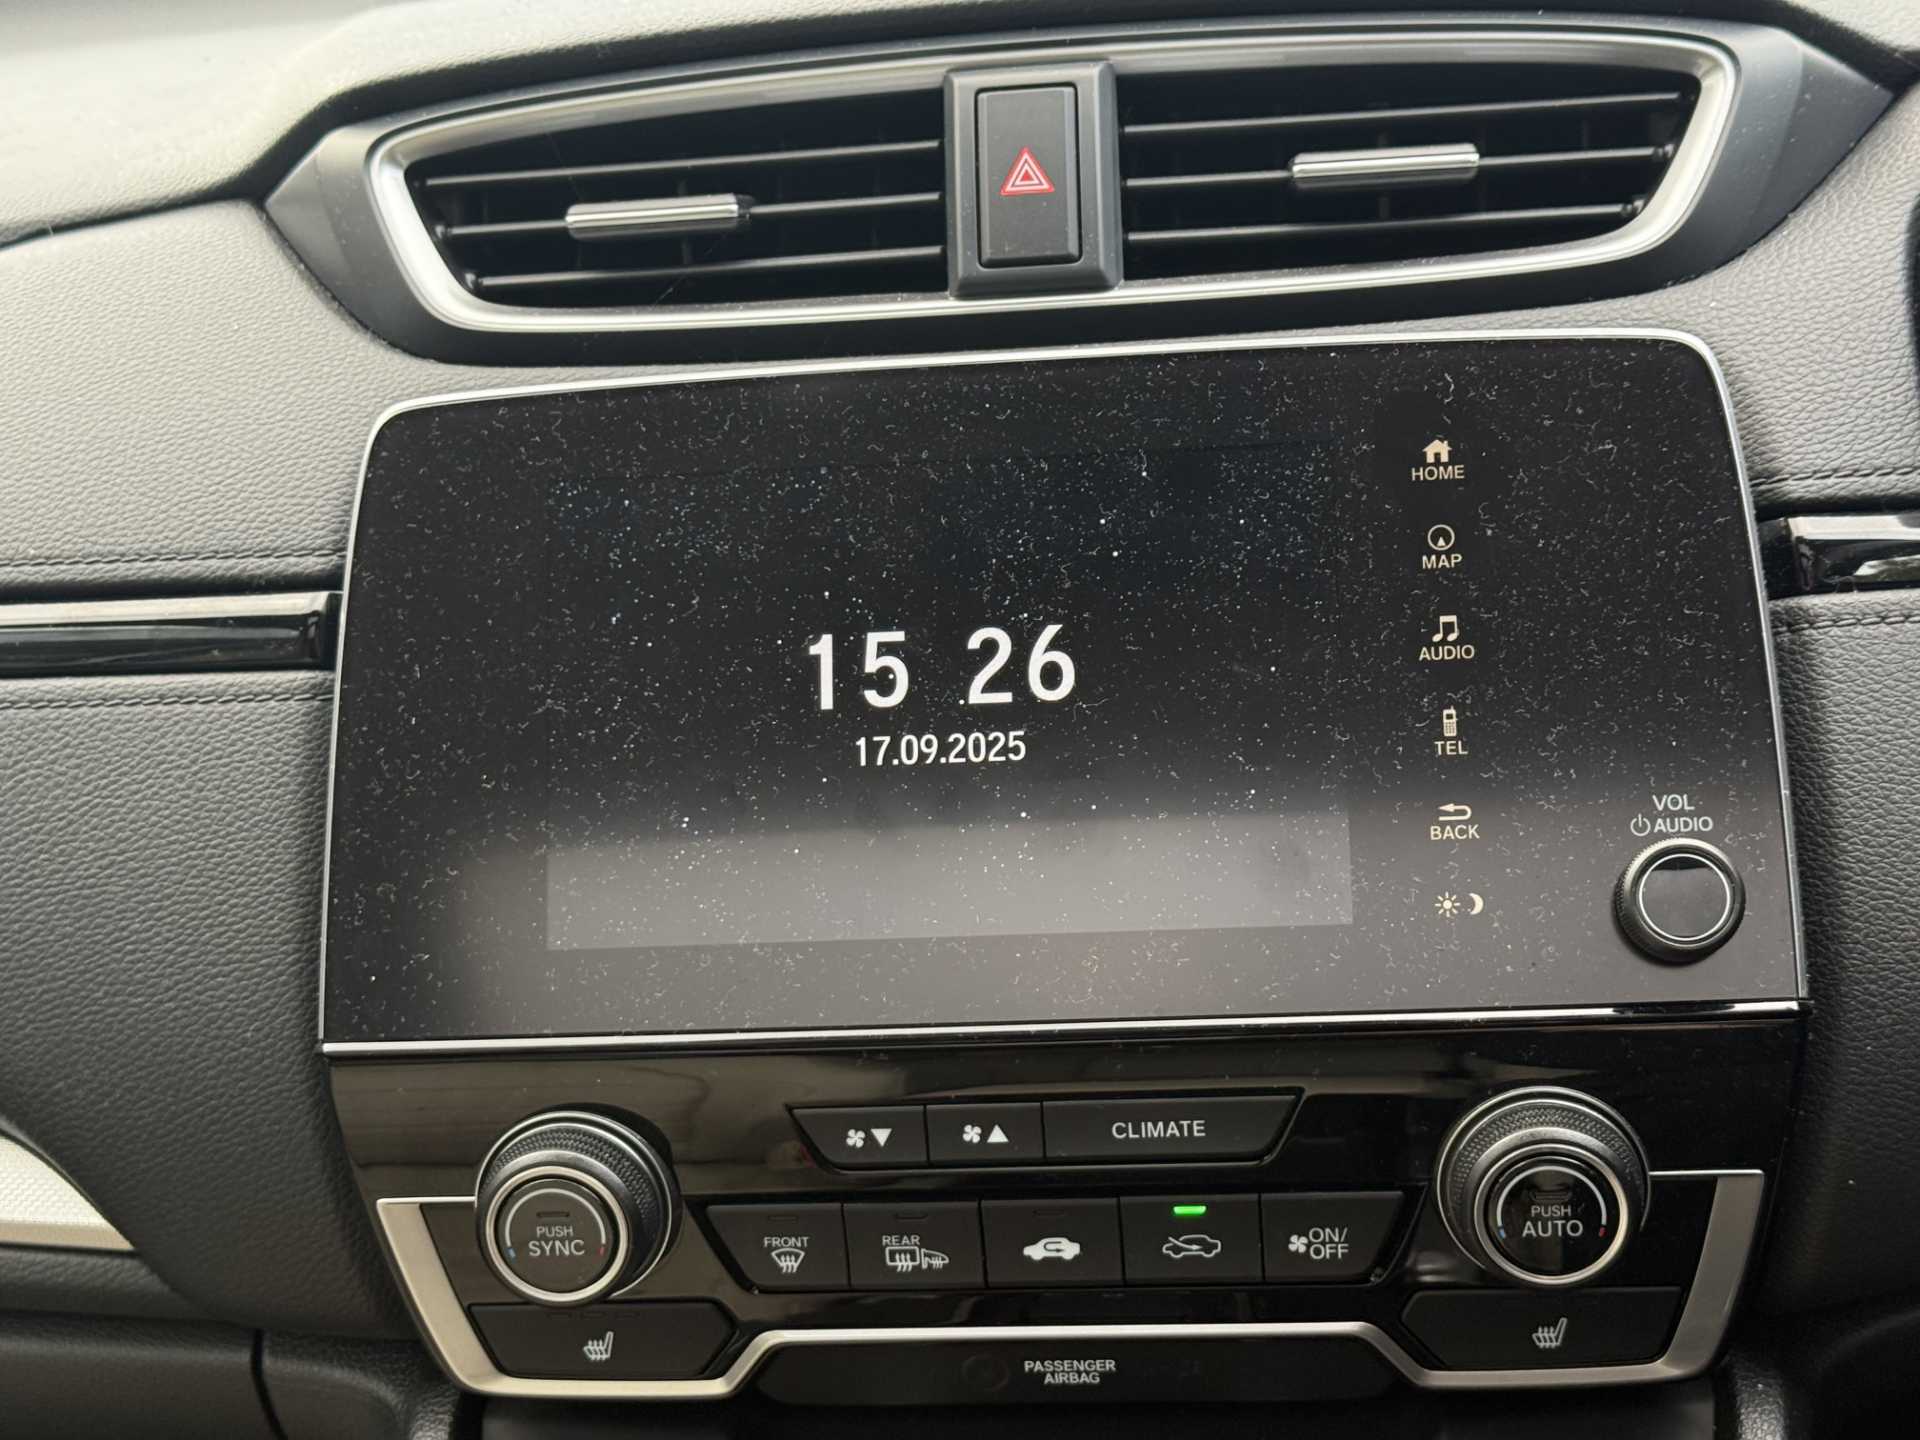 HOME
MAP
AUDIO
15 26
17.09.2025
TEL
VOL
AUDIO
BACK
CLIMATE
PUSH
SYNC
FRONT
REAR
ON/
OFF
PUSH
AUTO
PASSENGER
AIRBAG